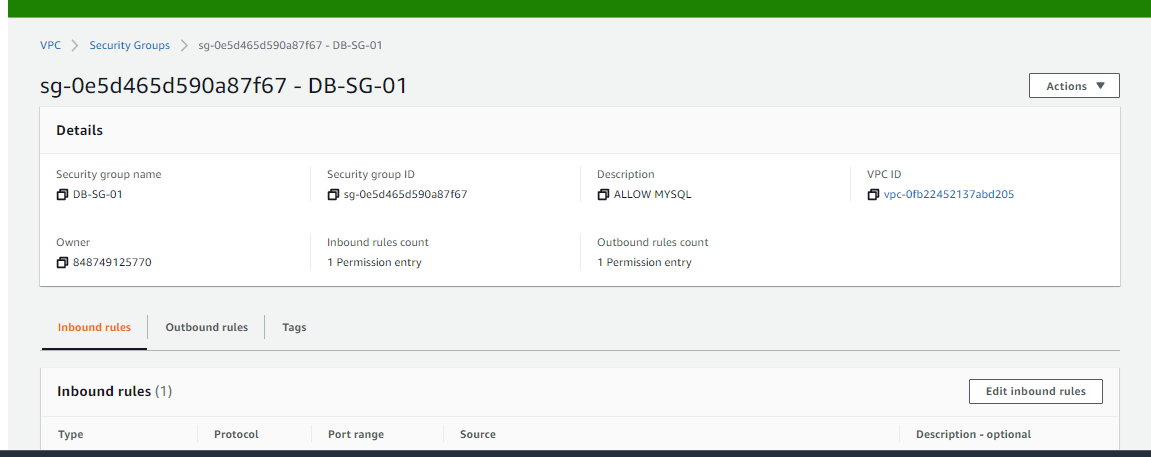 VPC > Security Groups > sg-0e5d465d590a87f67 - DB-SG-01
sg-0e5d465d590a87f67 - DB-SG-01
Actions ▼
Details
Security group name Security group ID Description VPC ID
DB-SG-01 sg-0e5d465d590a87f67 ALLOW MYSQL vpc-0fb22452137abd205
Owner Inbound rules count Outbound rules count
848749125770 1 Permission entry 1 Permission entry
Inbound rules Outbound rules Tags
Inbound rules (1) Edit inbound rules
Type Protocol Port range Source Description - optional